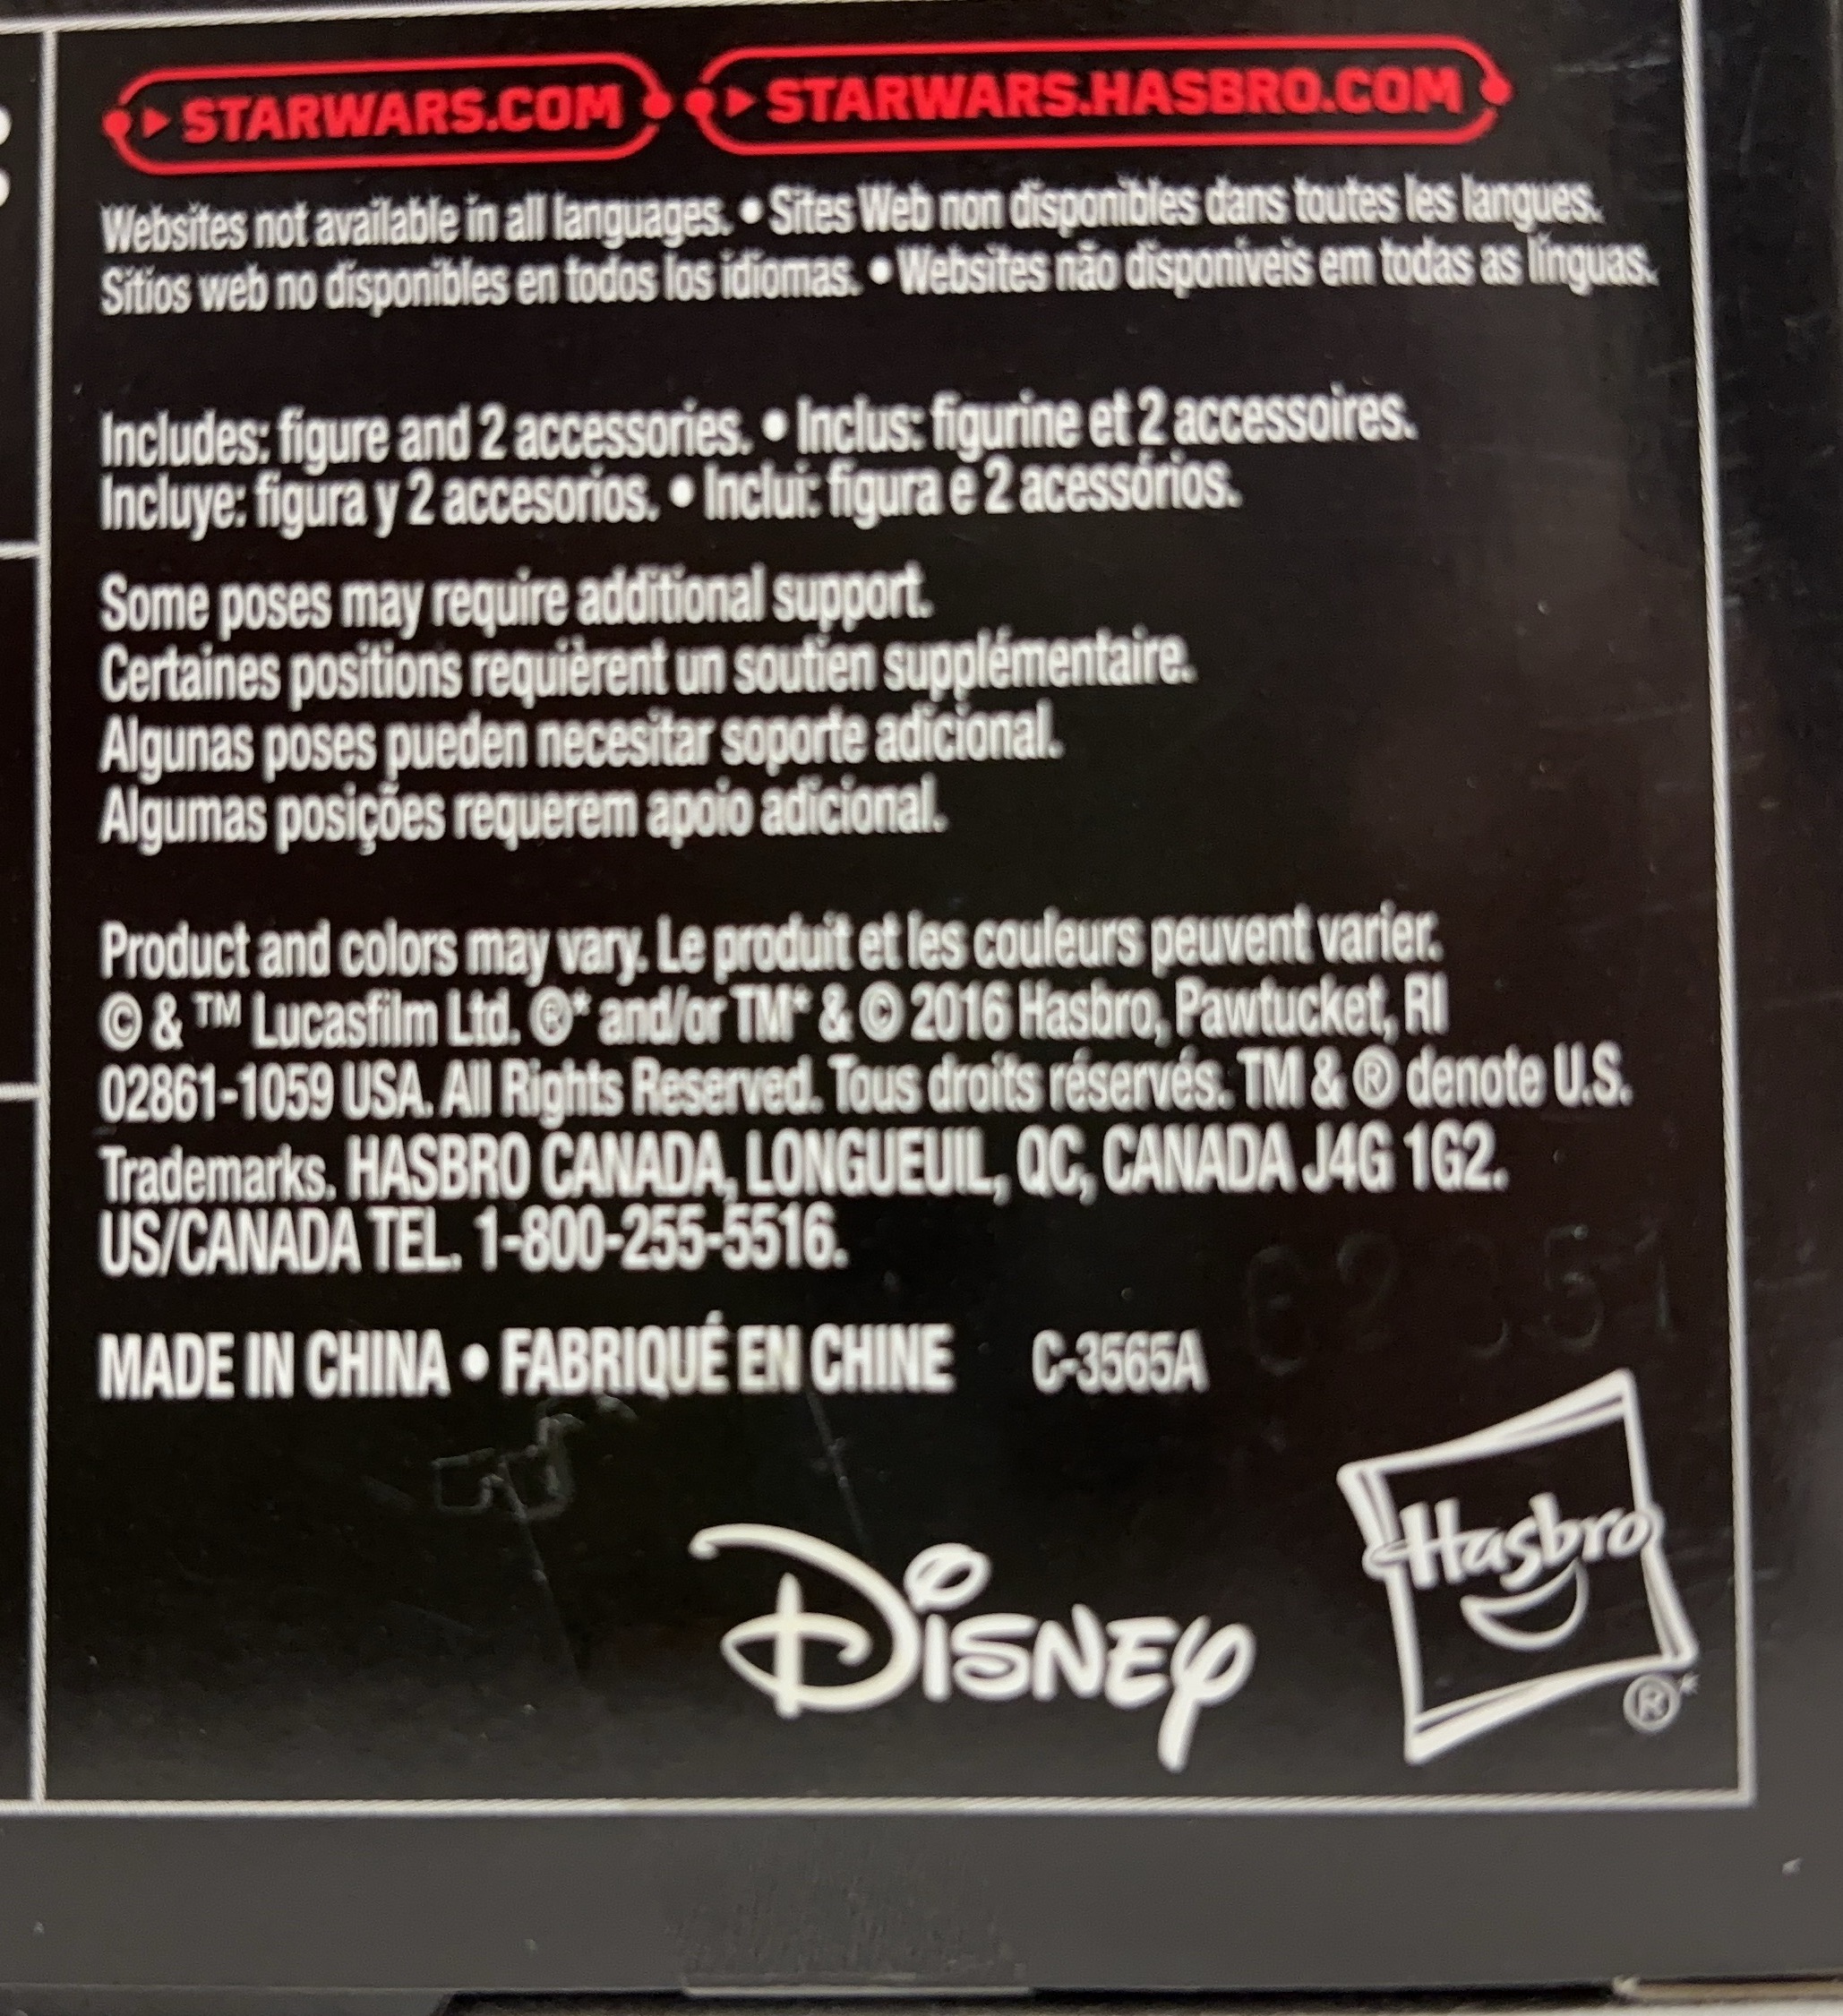 STARWARS.COM STARWARS.HASBRO.COM
Websites not available in all languages. • Sites Web non disponibles dans toutes les langues.
Sitios web no disponibles en todos los idiomas. • Websites não disponíveis em todas as línguas.
Includes: figure and 2 accessories. • Inclus: figurine et 2 accessoires.
Incluye: figura y 2 accesorios. • Inclui: figura e 2 acessórios.
Some poses may require additional support.
Certaines positions requièrent un soutien supplémentaire.
Algunas poses pueden necesitar soporte adicional.
Algumas posições requerem apoio adicional.
Product and colors may vary. Le produit et les couleurs peuvent varier.
© & ™ Lucasfilm Ltd. ®* and/or TM* & © 2016 Hasbro, Pawtucket, RI
02861-1059 USA. All Rights Reserved. Tous droits réservés. TM & ® denote U.S.
Trademarks. HASBRO CANADA, LONGUEUIL, QC, CANADA J4G 1G2.
US/CANADA TEL. 1-800-255-5516.
MADE IN CHINA • FABRIQUÉ EN CHINE C-3565A
Disney
Hasbro
®*